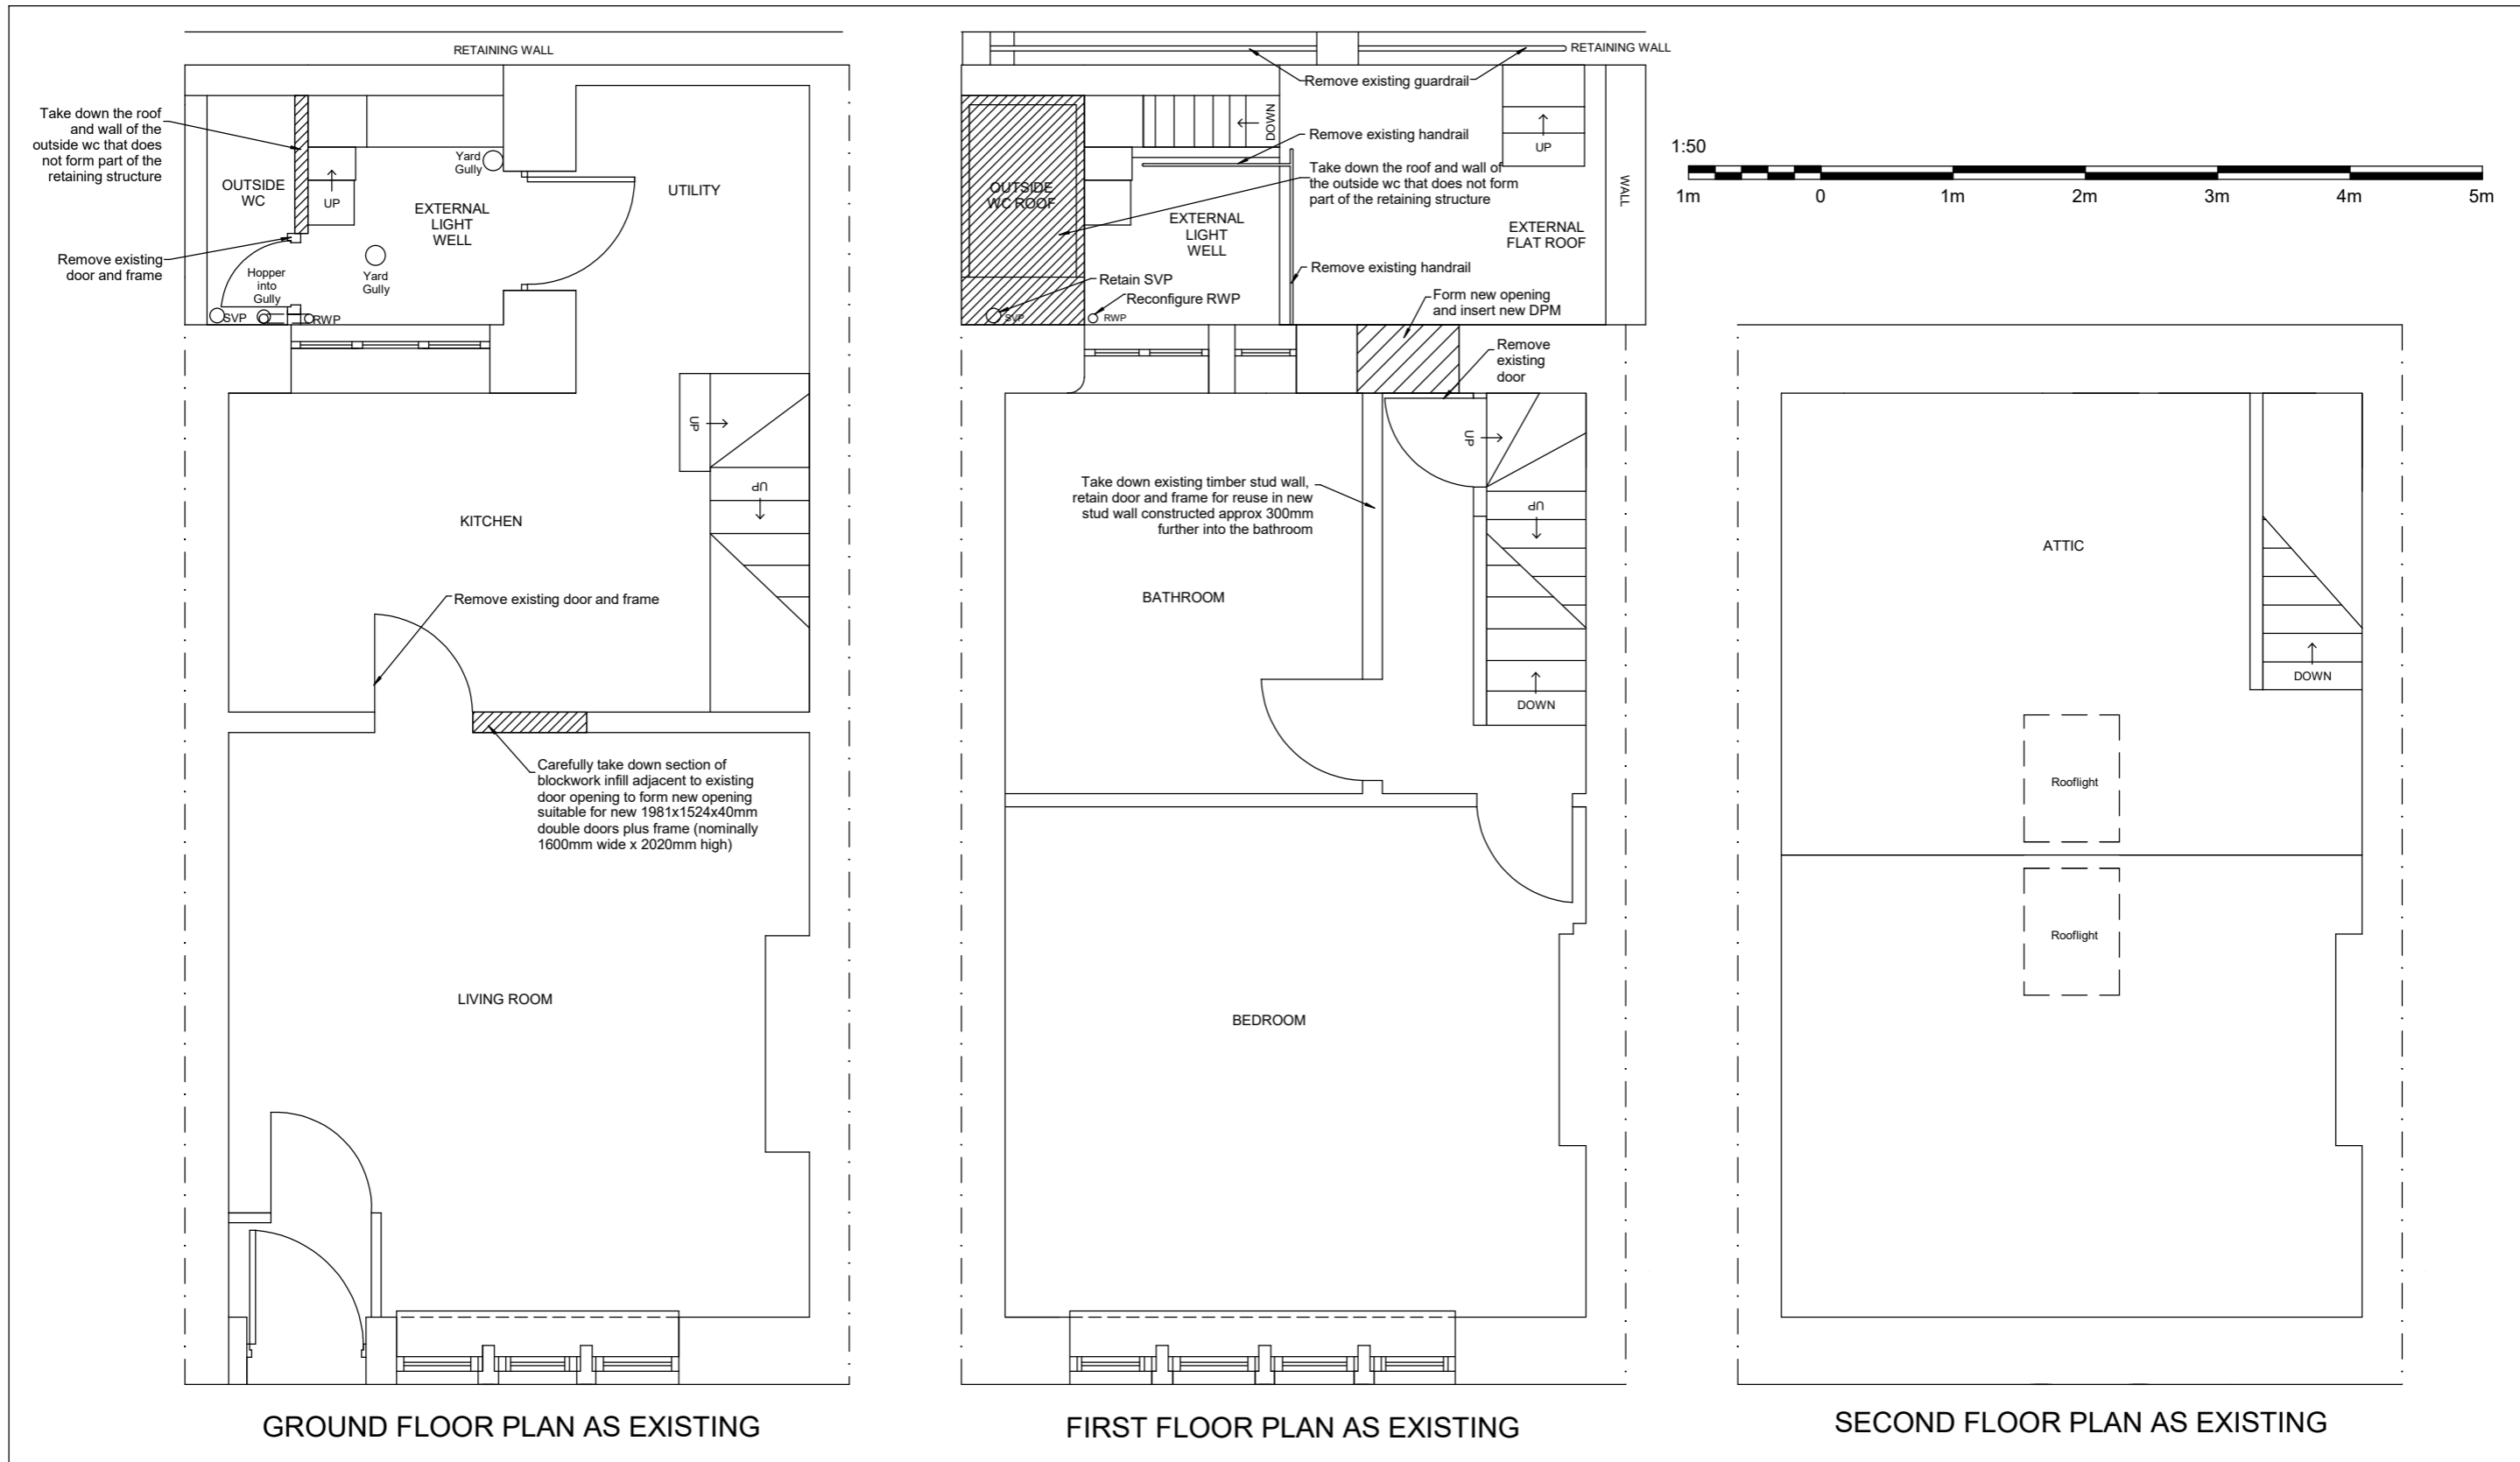 RETAINING WALL
Take down the roof
and wall of the
outside wc that does
not form part of the
retaining structure
OUTSIDE
WC
UP
Yard
Gully
EXTERNAL
LIGHT
WELL
UTILITY
Remove existing
door and frame
Hopper
into
Gully
Yard
Gully
SVP
RWP
UP
UP
KITCHEN
Remove existing door and frame
Carefully take down section of
blockwork infill adjacent to existing
door opening to form new opening
suitable for new 1981x1524x40mm
double doors plus frame (nominally
1600mm wide x 2020mm high)
LIVING ROOM
GROUND FLOOR PLAN AS EXISTING
RETAINING WALL
Remove existing guardrail
DOWN
Remove existing handrail
UP
Take down the roof and wall of
the outside wc that does not form
part of the retaining structure
OUTSIDE
WC ROOF
EXTERNAL
LIGHT
WELL
WALL
EXTERNAL
FLAT ROOF
Remove existing handrail
Retain SVP
Reconfigure RWP
SVP
RWP
Form new opening
and insert new DPM
Remove
existing
door
UP
Take down existing timber stud wall,
retain door and frame for reuse in new
stud wall constructed approx 300mm
further into the bathroom
UP
BATHROOM
DOWN
BEDROOM
FIRST FLOOR PLAN AS EXISTING
1:50
1m 0 1m 2m 3m 4m 5m
ATTIC
DOWN
Rooflight
Rooflight
SECOND FLOOR PLAN AS EXISTING